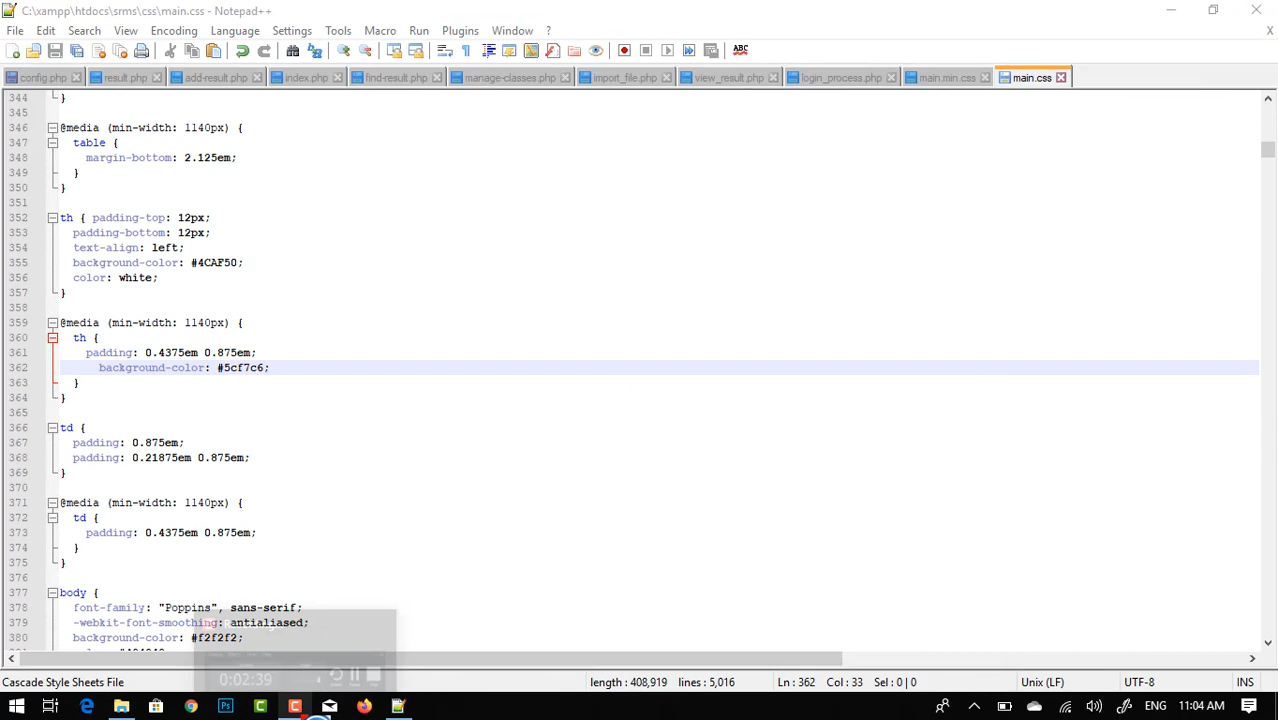 C:\xampp\htdocs\srms\css\main.css - Notepad++
File Edit Search View Encoding Language Settings Tools Macro Run Plugins Window ? X
config.php result.php add-result.php index.php find-result.php manage-classes.php import_file.php view_result.php login_process.php main.min.css main.css
344 }
345
346 @media (min-width: 1140px) {
347 table {
348 margin-bottom: 2.125em;
349 }
350 }
351
352 th { padding-top: 12px;
353 padding-bottom: 12px;
354 text-align: left;
355 background-color: #4CAF50;
356 color: white;
357 }
358
359 @media (min-width: 1140px) {
360 th {
361 padding: 0.4375em 0.875em;
362 background-color: #5cf7c6;
363 }
364 }
365
366 td {
367 padding: 0.875em;
368 padding: 0.21875em 0.875em;
369 }
370
371 @media (min-width: 1140px) {
372 td {
373 padding: 0.4375em 0.875em;
374 }
375 }
376
377 body {
378 font-family: "Poppins", sans-serif;
379 -webkit-font-smoothing: antialiased;
380 background-color: #f2f2f2;
0:02:39
Cascade Style Sheets File length : 408,919 lines : 5,016 Ln : 362 Col : 33 Sel : 0 | 0 Unix (LF) UTF-8 INS
ENG 11:04 AM